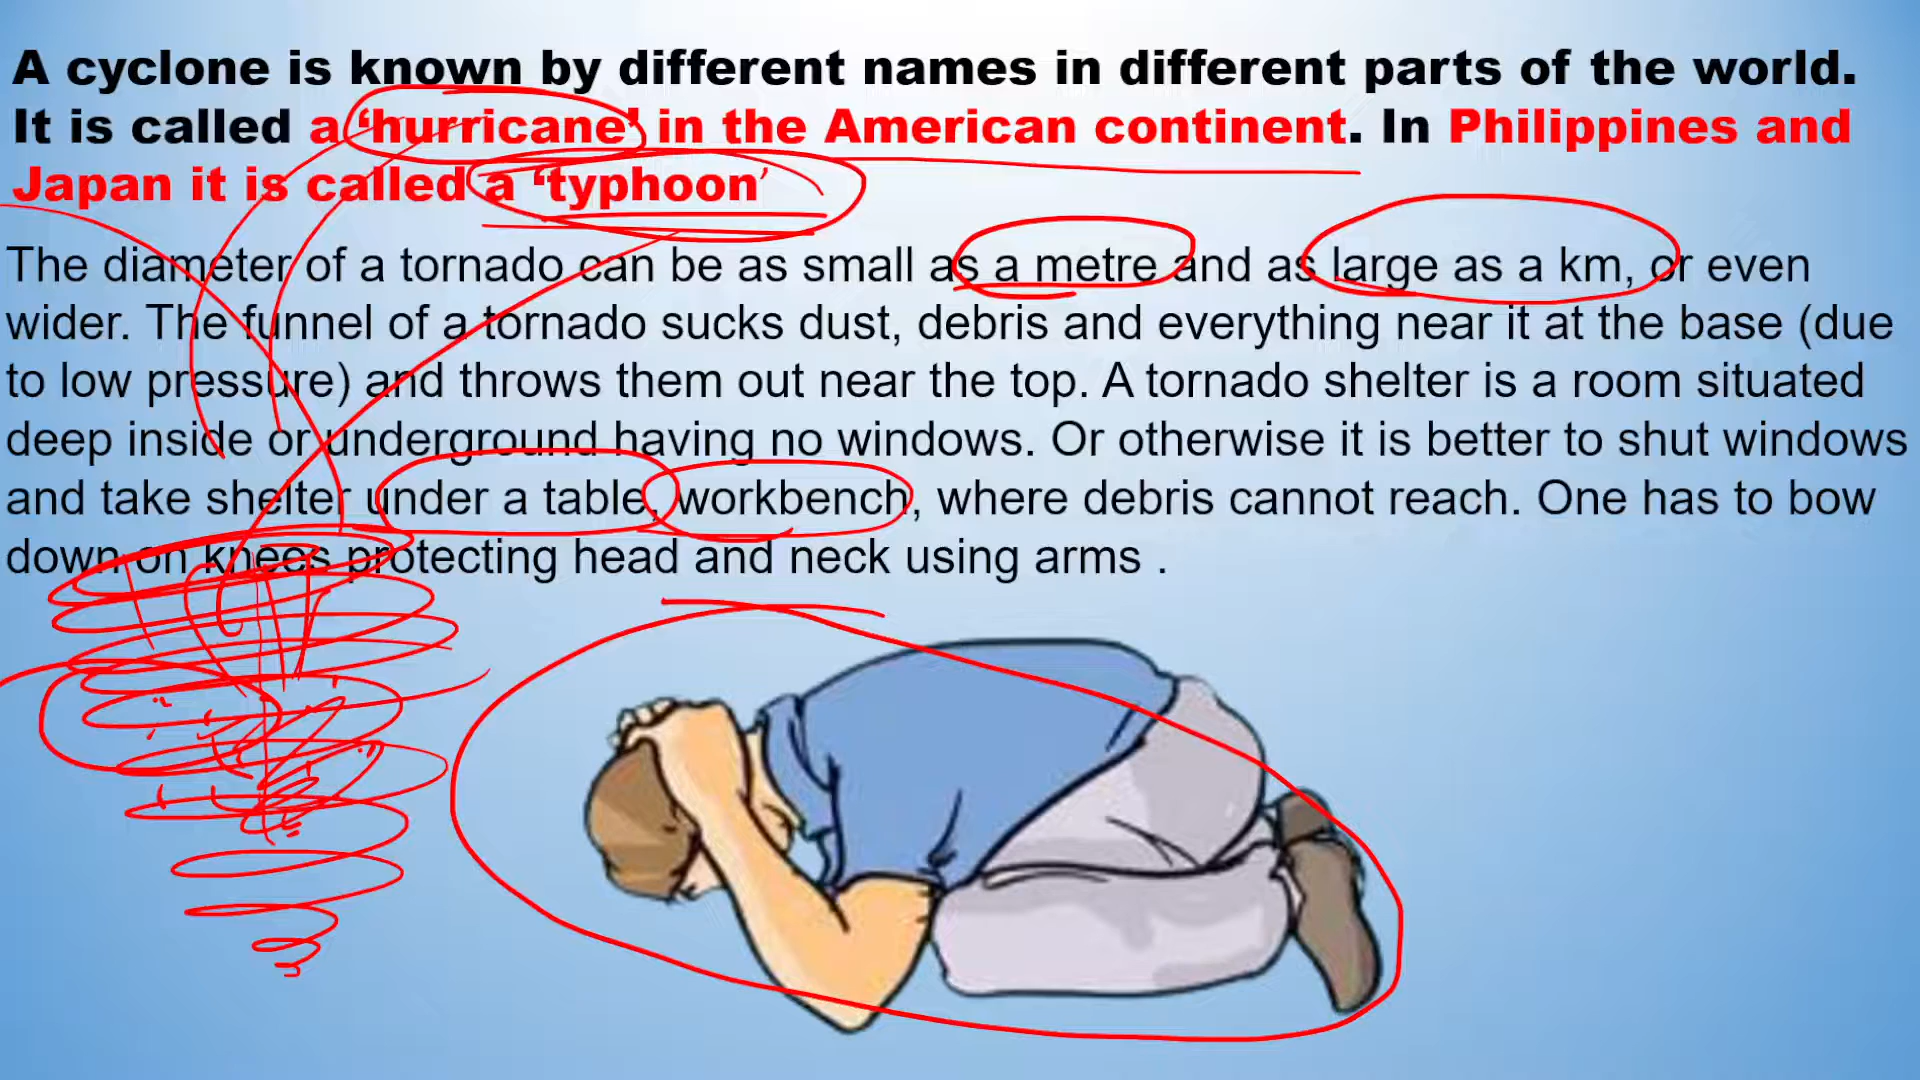 A cyclone is known by different names in different parts of the world.
It is called a ‘hurricane’ in the American continent. In Philippines and
Japan it is called a ‘typhoon’
The diameter of a tornado can be as small as a metre and as large as a km, or even
wider. The funnel of a tornado sucks dust, debris and everything near it at the base (due
to low pressure) and throws them out near the top. A tornado shelter is a room situated
deep inside or underground having no windows. Or otherwise it is better to shut windows
and take shelter under a table, workbench, where debris cannot reach. One has to bow
down on knees protecting head and neck using arms .